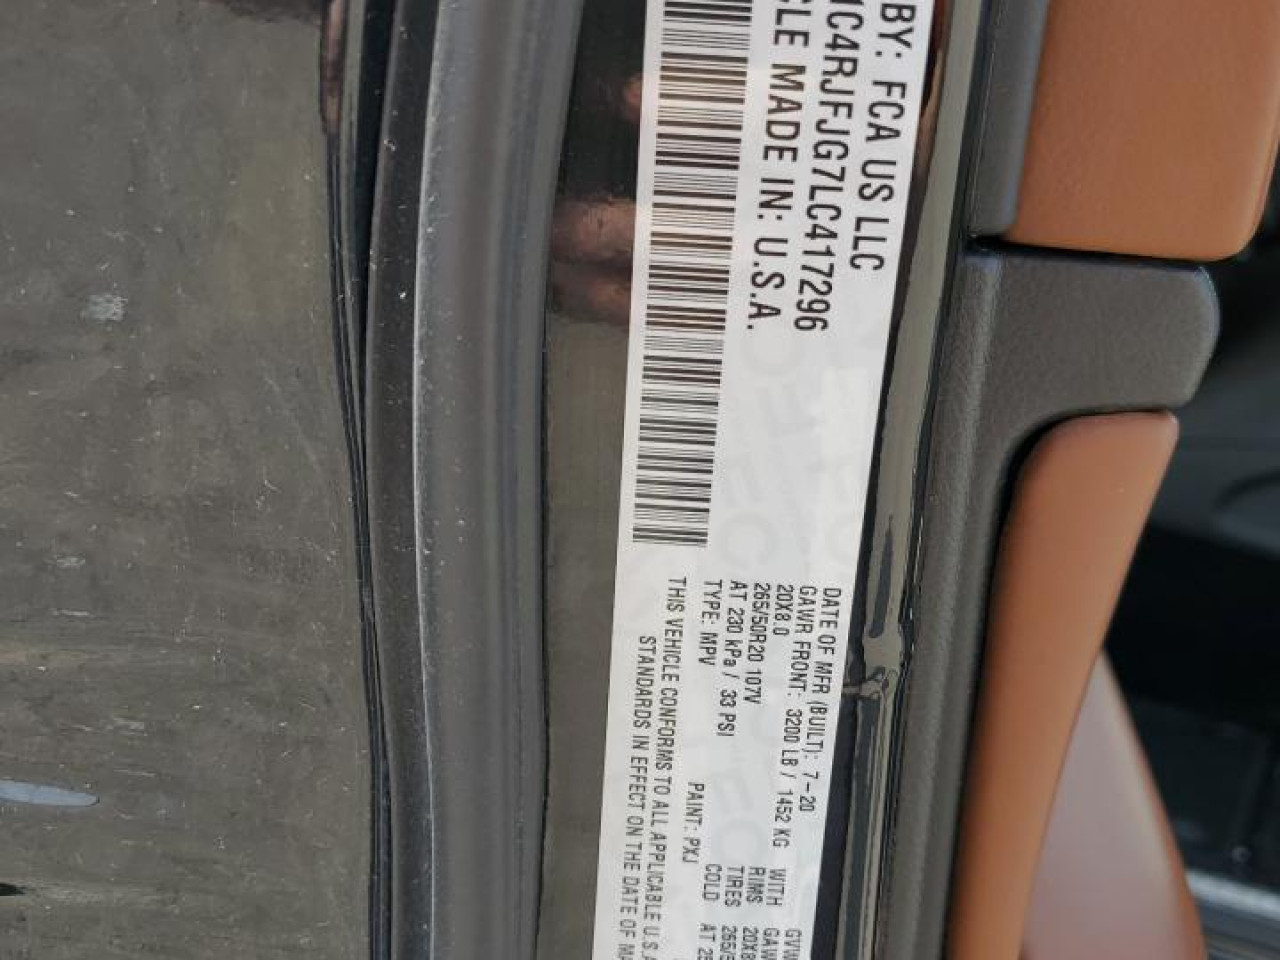 BY: FCA US LLC
1C4RJFJG7LC417296
MADE IN: U.S.A.
DATE OF MFR (BUILT): 7-20
GAWR FRONT: 3200 LB / 1452 KG WITH
20X8.0 RIMS
265/50R20 107V TIRES
AT 230 kPa / 33 PSI COLD AT
TYPE: MPV PAINT: PXJ
THIS VEHICLE CONFORMS TO ALL APPLICABLE U.S.A.
STANDARDS IN EFFECT ON THE DATE OF